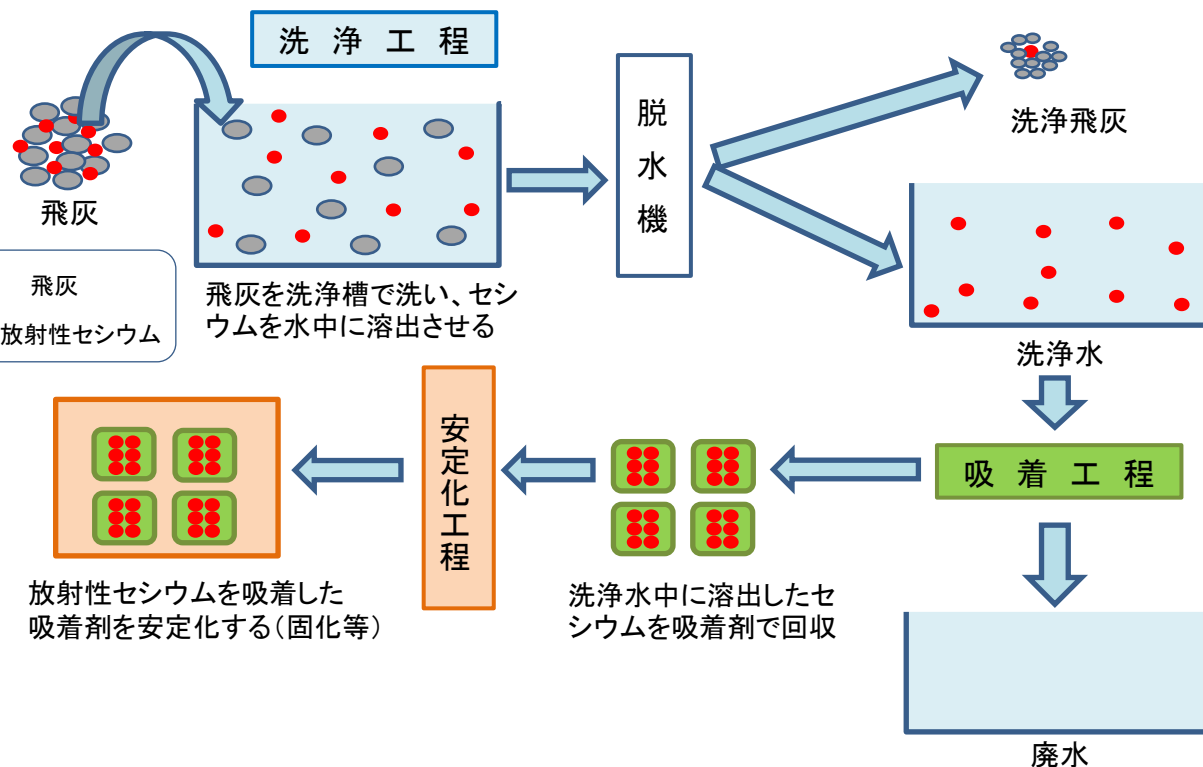 洗 浄 工 程
飛灰
飛灰
放射性セシウム
飛灰を洗浄槽で洗い、セシ
ウムを水中に溶出させる
脱
水
機
洗浄飛灰
洗浄水
吸 着 工 程
洗浄水中に溶出したセ
シウムを吸着剤で回収
安
定
化
工
程
放射性セシウムを吸着した
吸着剤を安定化する（固化等）
廃水